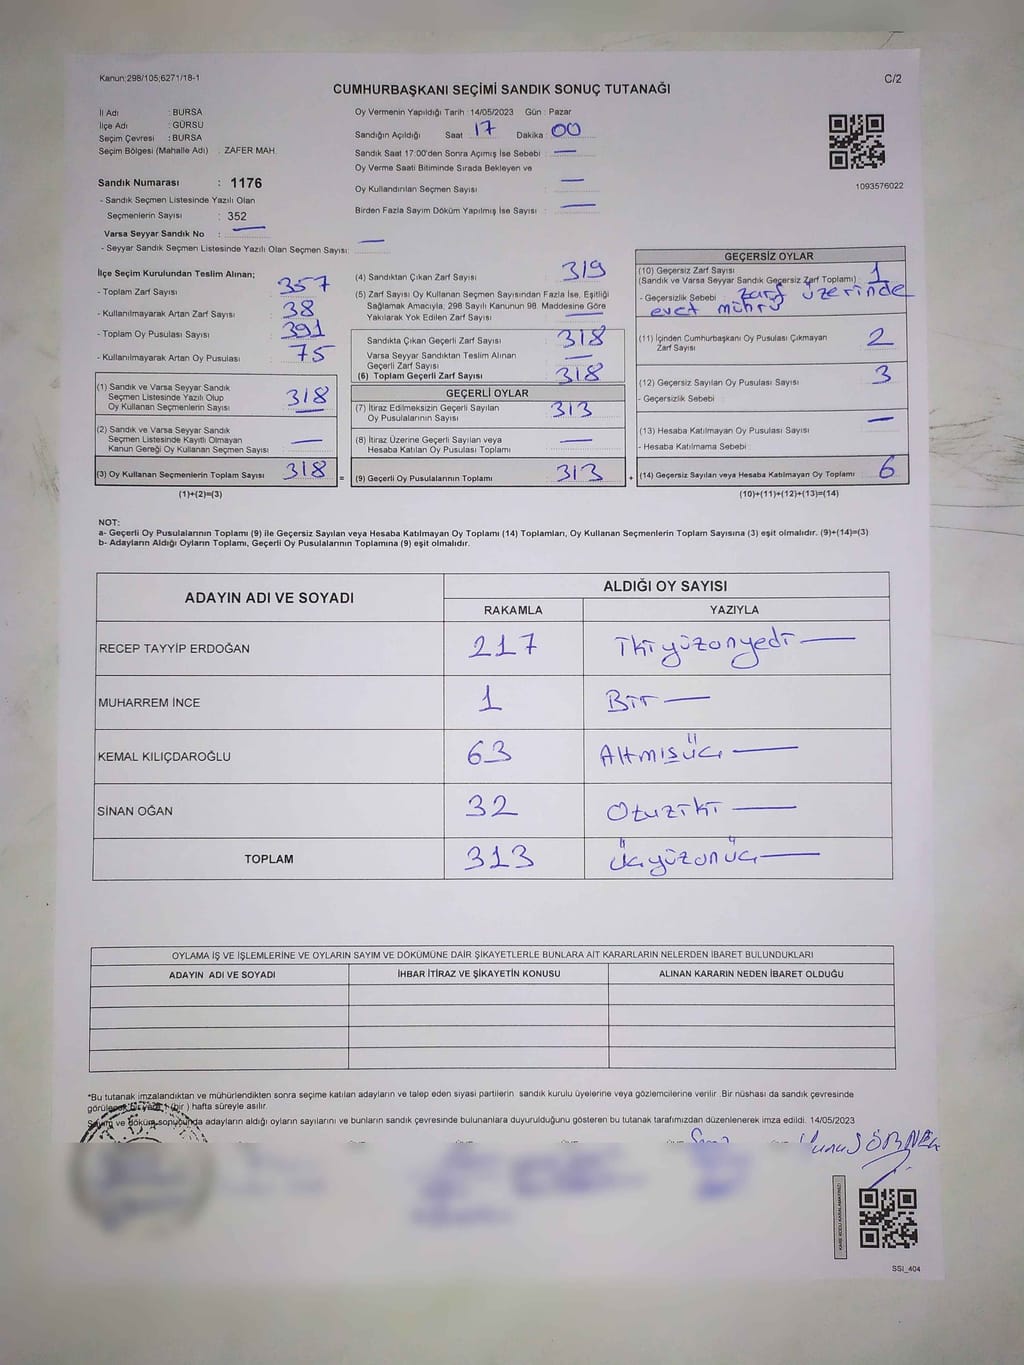 Kanun;298/105;6271/18-1
C/2
CUMHURBAŞKANI SEÇİMİ SANDIK SONUÇ TUTANAĞI
İl Adı : BURSA
İlçe Adı : GÜRSU
Seçim Çevresi : BURSA
Seçim Bölgesi (Mahalle Adı) : ZAFER MAH.
Sandık Numarası : 1176
- Sandık Seçmen Listesinde Yazılı Olan
Seçmenlerin Sayısı : 352
Varsa Seyyar Sandık No : —
- Seyyar Sandık Seçmen Listesinde Yazılı Olan Seçmen Sayısı: —
Oy Vermenin Yapıldığı Tarih :14/05/2023 Gün : Pazar
Sandığın Açıldığı Saat 17 Dakika 00
Sandık Saat 17:00'den Sonra Açımış İse Sebebi : —
Oy Verme Saati Bitiminde Sırada Bekleyen ve
Oy Kullandırılan Seçmen Sayısı : —
Birden Fazla Sayım Döküm Yapılmış İse Sayısı : —
1093576022
İlçe Seçim Kurulundan Teslim Alınan;
- Toplam Zarf Sayısı : 357
- Kullanılmayarak Artan Zarf Sayısı : 38
- Toplam Oy Pusulası Sayısı : 391
- Kullanılmayarak Artan Oy Pusulası : 75
(1) Sandık ve Varsa Seyyar Sandık
Seçmen Listesinde Yazılı Olup
Oy Kullanan Seçmenlerin Sayısı : 318
(2) Sandık ve Varsa Seyyar Sandık
Seçmen Listesinde Kayıtlı Olmayan
Kanun Gereği Oy Kullanan Seçmen Sayısı : —
(3) Oy Kullanan Seçmenlerin Toplam Sayısı : 318
(1)+(2)=(3)
(4) Sandıktan Çıkan Zarf Sayısı : 319
(5) Zarf Sayısı Oy Kullanan Seçmen Sayısından Fazla İse, Eşitliği
Sağlamak Amacıyla, 298 Sayılı Kanunun 98. Maddesine Göre
Yakılarak Yok Edilen Zarf Sayısı : —
Sandıkta Çıkan Geçerli Zarf Sayısı : 318
Varsa Seyyar Sandıktan Teslim Alınan
Geçerli Zarf Sayısı : —
(6) Toplam Geçerli Zarf Sayısı : 318
GEÇERLİ OYLAR
(7) İtiraz Edilmeksizin Geçerli Sayılan
Oy Pusulalarının Sayısı : 313
(8) İtiraz Üzerine Geçerli Sayılan veya
Hesaba Katılan Oy Pusulası Toplamı : —
= (9) Geçerli Oy Pusulalarının Toplamı : 313
GEÇERSİZ OYLAR
(10) Geçersiz Zarf Sayısı
(Sandık ve Varsa Seyyar Sandık Geçersiz Zarf Toplamı) : 1
- Geçersizlik Sebebi : zarf üzerinde
evet mührü
(11) İçinden Cumhurbaşkanı Oy Pusulası Çıkmayan
Zarf Sayısı : 2
(12) Geçersiz Sayılan Oy Pusulası Sayısı : 3
- Geçersizlik Sebebi :
(13) Hesaba Katılmayan Oy Pusulası Sayısı : —
- Hesaba Katılmama Sebebi :
+ (14) Geçersiz Sayılan veya Hesaba Katılmayan Oy Toplamı : 6
(10)+(11)+(12)+(13)=(14)
NOT:
a- Geçerli Oy Pusulalarının Toplamı (9) ile Geçersiz Sayılan veya Hesaba Katılmayan Oy Toplamı (14) Toplamları, Oy Kullanan Seçmenlerin Toplam Sayısına (3) eşit olmalıdır. (9)+(14)=(3)
b- Adayların Aldığı Oyların Toplamı, Geçerli Oy Pusulalarının Toplamına (9) eşit olmalıdır.
ADAYIN ADI VE SOYADI ALDIĞI OY SAYISI
RAKAMLA YAZIYLA
RECEP TAYYİP ERDOĞAN 217 ikiyüzonyedi —
MUHARREM İNCE 1 Bir —
KEMAL KILIÇDAROĞLU 63 Altmışüç —
SİNAN OĞAN 32 Otuziki —
TOPLAM 313 Üçyüzonüç —
OYLAMA İŞ VE İŞLEMLERİNE VE OYLARIN SAYIM VE DÖKÜMÜNE DAİR ŞİKAYETLERLE BUNLARA AİT KARARLARIN NELERDEN İBARET BULUNDUKLARI
ADAYIN ADI VE SOYADI İHBAR İTİRAZ VE ŞİKAYETİN KONUSU ALINAN KARARIN NEDEN İBARET OLDUĞU
*Bu tutanak imzalandıktan ve mühürlendikten sonra seçime katılan adayların ve talep eden siyasi partilerin sandık kurulu üyelerine veya gözlemcilerine verilir. Bir nüshası da sandık çevresinde
görülecek bir yere 1 (bir ) hafta süreyle asılır.
Sayım ve döküm sonucunda adayların aldığı oyların sayılarını ve bunların sandık çevresinde bulunanlara duyurulduğunu gösteren bu tutanak tarafımızdan düzenlenerek imza edildi. 14/05/2023
SSI_404